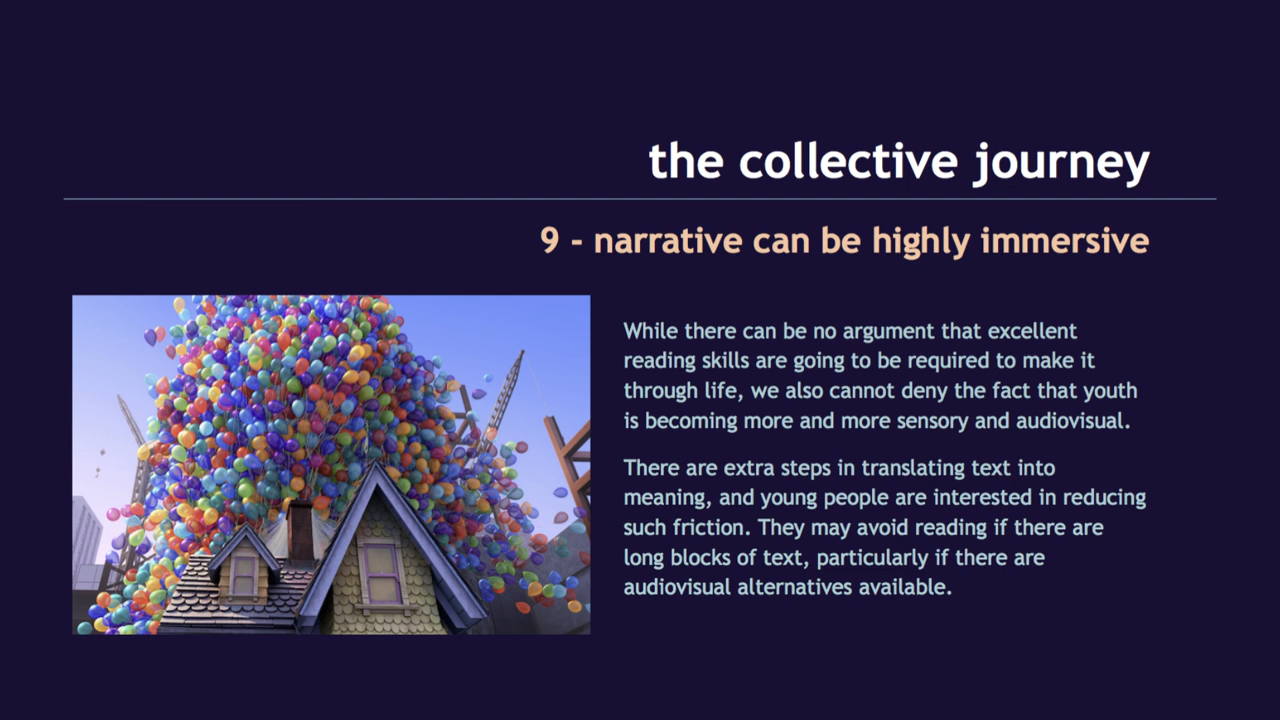 the collective journey
9 - narrative can be highly immersive
While there can be no argument that excellent
reading skills are going to be required to make it
through life, we also cannot deny the fact that youth
is becoming more and more sensory and audiovisual.
There are extra steps in translating text into
meaning, and young people are interested in reducing
such friction. They may avoid reading if there are
long blocks of text, particularly if there are
audiovisual alternatives available.